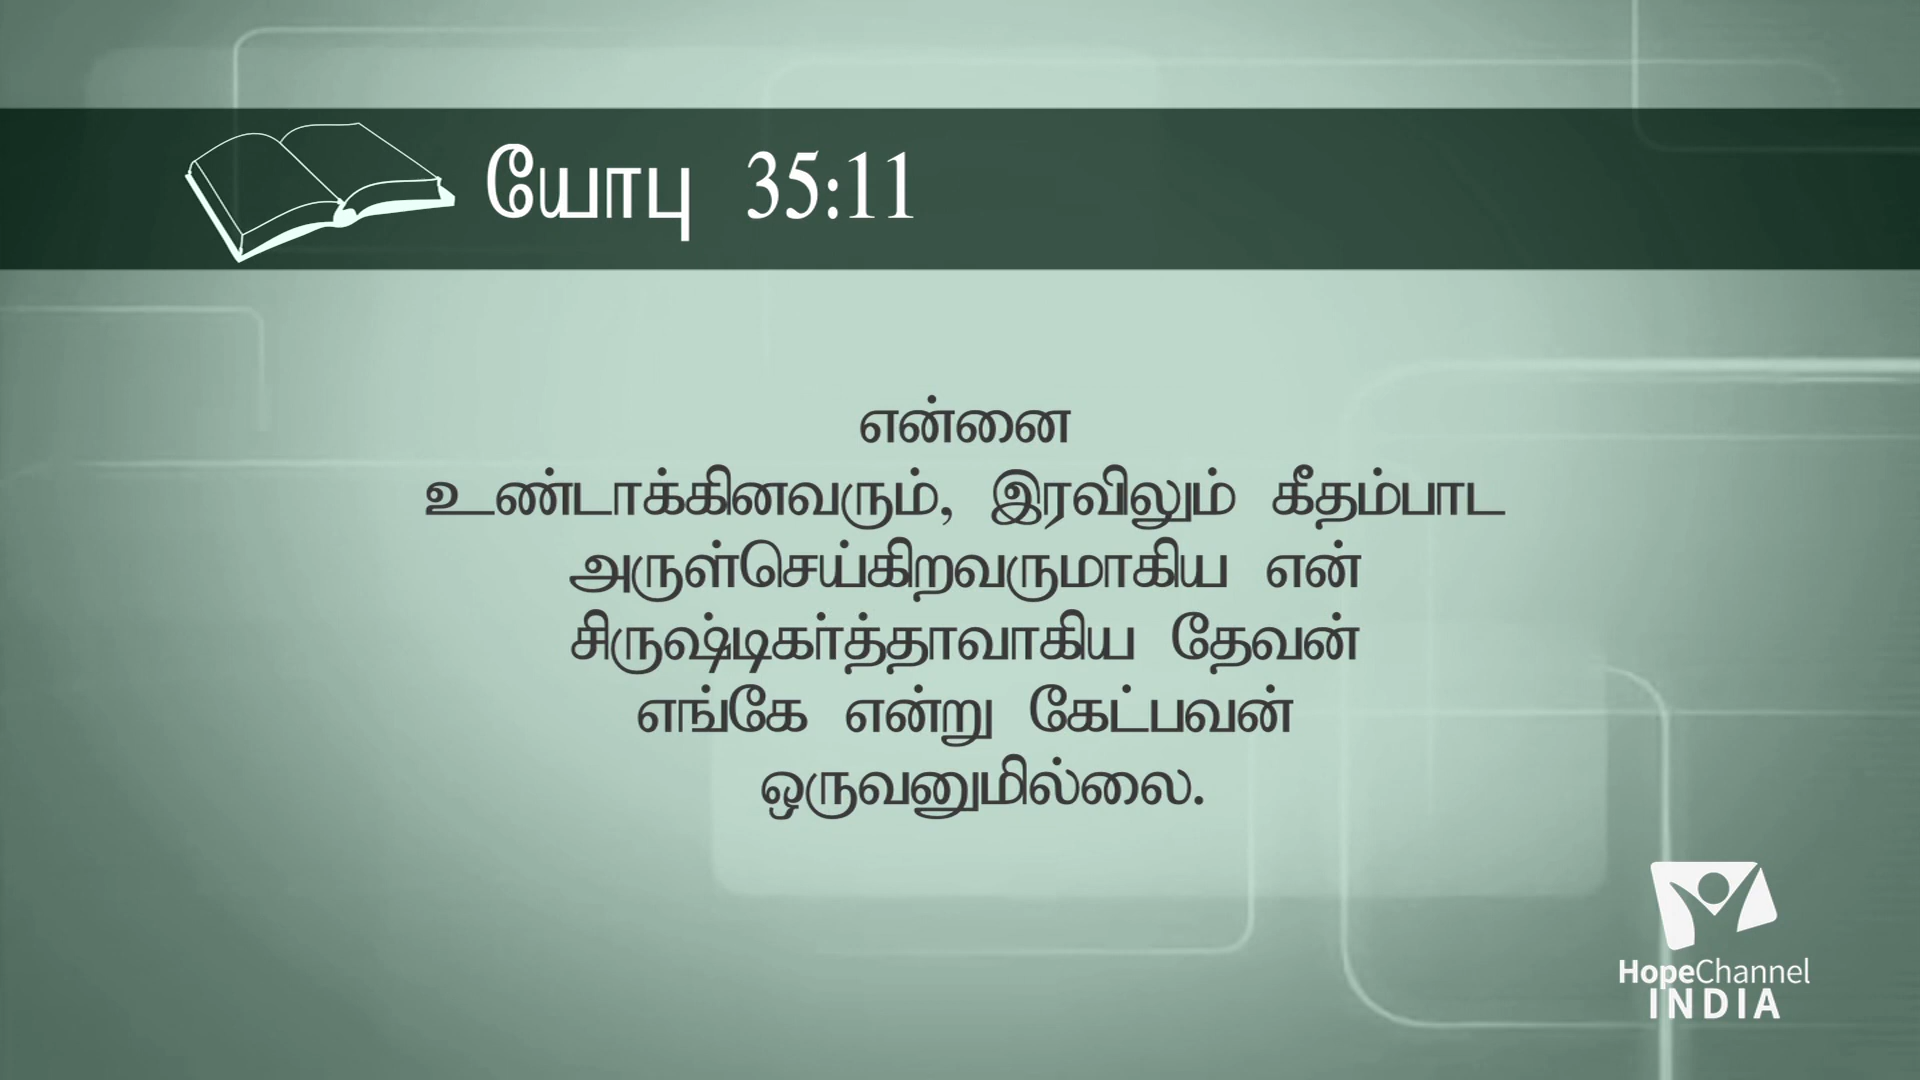 யோபு 35:11
என்னை
உண்டாக்கினவரும், இரவிலும் கீதம்பாட
அருள்செய்கிறவருமாகிய என்
சிருஷ்டிகர்த்தாவாகிய தேவன்
எங்கே என்று கேட்பவன்
ஒருவனுமில்லை.
HopeChannel
INDIA